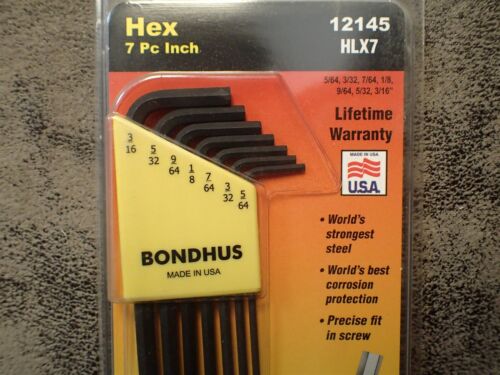 Hex
7 Pc Inch
12145
HLX7
5/64, 3/32, 7/64, 1/8,
9/64, 5/32, 3/16"
Lifetime
Warranty
MADE IN USA
U.S.A.
3/16 5/32 9/64 1/8 7/64 3/32 5/64
BONDHUS
MADE IN USA
• World's
strongest
steel
• World's best
corrosion
protection
• Precise fit
in screw